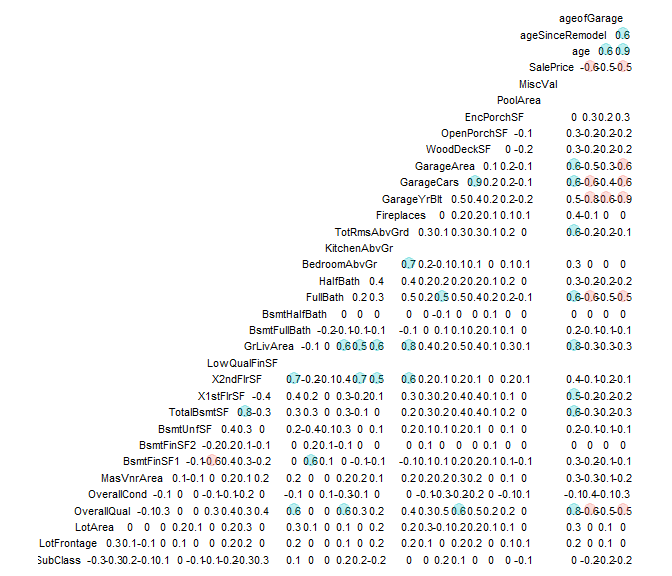 ageofGarage
ageSinceRemodel 0.6
age 0.6 0.9
SalePrice -0.6-0.5-0.5
MiscVal
PoolArea
EncPorchSF 0 0.3 0.2 0.3
OpenPorchSF -0.1 0.3-0.2-0.2-0.2
WoodDeckSF 0 -0.2 0.3-0.2-0.2-0.2
GarageArea 0.1 0.2-0.1 0.6-0.5-0.3-0.6
GarageCars 0.9 0.2 0.2-0.1 0.6-0.6-0.4-0.6
GarageYrBlt 0.5 0.4 0.2 0.2-0.2 0.5-0.8-0.6-0.9
Fireplaces 0 0.2 0.2 0.1 0.1 0.1 0.4-0.1 0 0
TotRmsAbvGrd 0.3 0.1 0.3 0.3 0.1 0.2 0 0.6-0.2-0.2-0.1
KitchenAbvGr
BedroomAbvGr 0.7 0.2-0.1 0.1 0.1 0 0.1 0.1 0.3 0 0 0
HalfBath 0.4 0.4 0.2 0.2 0.2 0.2 0.1 0.2 0 0.3-0.2-0.2-0.2
FullBath 0.2 0.3 0.5 0.2 0.5 0.5 0.4 0.2 0.2-0.1 0.6-0.6-0.5-0.5
BsmtHalfBath 0 0 0 0 0 -0.1 0 0 0.1 0 0 0 0 0 0
BsmtFullBath -0.2-0.1-0.1-0.1 -0.1 0 0.1 0.1 0.2 0.1 0 0 0.2-0.1-0.1-0.1
GrLivArea -0.1 0 0.6 0.5 0.6 0.8 0.4 0.2 0.5 0.4 0.1 0.3 0.1 0.8-0.3-0.3-0.3
LowQualFinSF
X2ndFlrSF 0.7-0.2-0.1 0.4 0.7 0.5 0.6 0.2 0.1 0.2 0.1 0 0.2 0.1 0.4-0.1-0.2-0.1
X1stFlrSF -0.4 0.4 0.2 0 0.3-0.2 0.1 0.3 0.3 0.2 0.4 0.4 0.2 0.1 0 0.5-0.2-0.2-0.2
TotalBsmtSF 0.8-0.3 0.3 0.3 0 0.3-0.1 0 0.2 0.3 0.2 0.4 0.4 0.1 0.2 0 0.6-0.3-0.2-0.3
BsmtUnfSF 0.4 0.3 0 0.2-0.4-0.1 0.3 0 0.1 0.2 0.1 0.2 0.2 0.1 0 0.1 0 0.2-0.1-0.1-0.1
BsmtFinSF2 -0.2 0.2 0.1-0.1 0 0.2 0.1-0.1 0 0 0 0.1 0 0 0 0.1 0 0 0 0 0
BsmtFinSF1 -0.1-0.6 0.4 0.3-0.2 0 0.6 0.1 0 -0.1-0.1 -0.1 0.1 0.1 0.2 0.2 0.1 0.1-0.1 0.3-0.2-0.1-0.1
MasVnrArea 0.1-0.1 0 0.2 0.1 0.2 0.2 0 0 0.2 0.2 0.1 0.2 0.2 0.2 0.3 0.2 0 0.1-0.1 0.3-0.3-0.1-0.2
OverallCond -0.1 0 0 -0.1-0.1-0.2 0 -0.1 0 0.1-0.3-0.1 0 0 -0.1-0.3-0.2-0.2 0 -0.1 0.1 -0.1 0.4-0.1 0.3
OverallQual -0.1 0.3 0 0.3 0.4 0.3 0.4 0.6 0 0 0.6 0.3 0.2 0.4 0.3 0.5 0.6 0.5 0.2 0.2 0 0.8-0.6-0.5-0.5
LotArea 0 0 0 0.2 0.1 0 0.2 0.3 0 0.3 0.1 0 0.1 0 0.2 0.2 0.3-0.1 0.2 0.2 0.1 0.1 0 0.3 0 0 0
LotFrontage 0.3 0.1-0.1 0 0.1 0 0 0.2 0.2 0 0.2 0 0 0.2 0 0.1 0.2 0.1 0 0.2 0.2 0 0.1 0 0.2 0 0 0.1
SubClass -0.3-0.3 0.2-0.1 0 -0.1-0.1-0.2-0.3 0.3 0.1 0 0 0.2 0.2-0.2 0 0 0.2 0.1 0 0 0 0 -0.1 0 -0.2-0.2-0.2